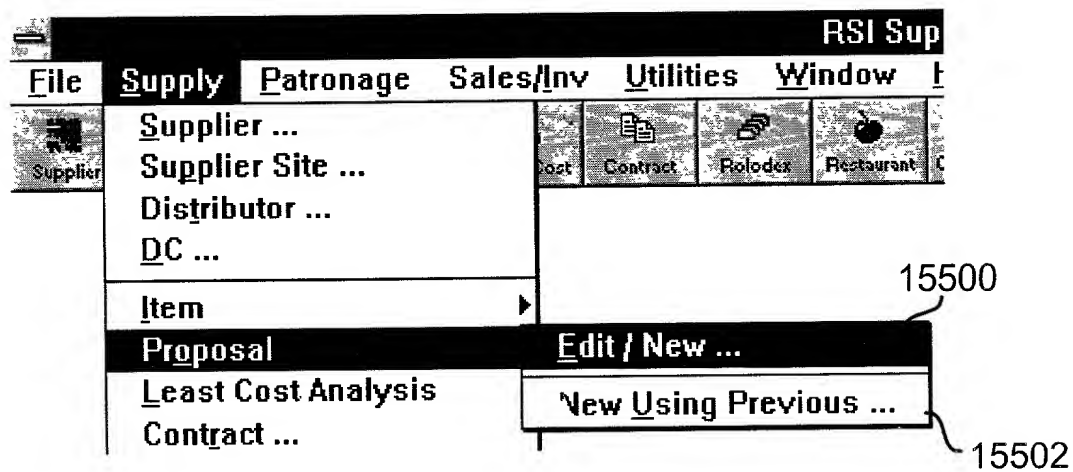 RSI Sup
File Supply Patronage Sales/Inv Utilities Window
Supplier ...
Supplier Site ...
Distributor ...
DC ...
Supplier Cost Contract Rolodex Restaurant
15500
Item
Proposal Edit / New ...
Least Cost Analysis New Using Previous ...
Contract ...
15502